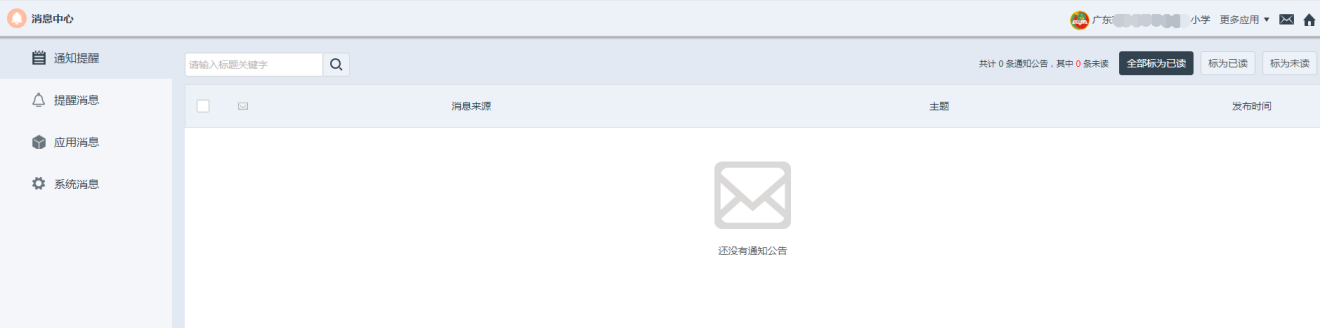 消息中心
广东
小学
更多应用
通知提醒
提醒消息
应用消息
系统消息
请输入标题关键字
共计 0 条通知公告，其中 0 条未读
全部标为已读
标为已读
标为未读
消息来源
主题
发布时间
还没有通知公告